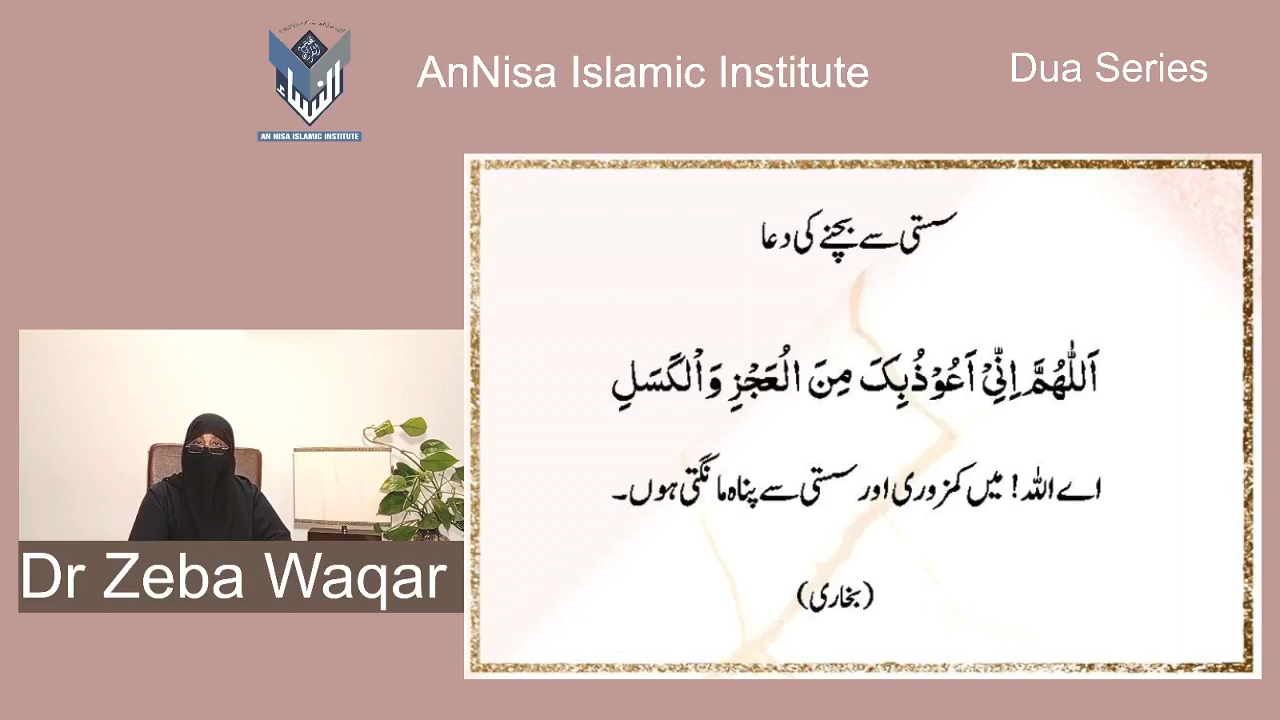 AnNisa Islamic Institute
Dua Series
النساء
AN NISA ISLAMIC INSTITUTE
سستی سے بچنے کی دعا
اَللّٰهُمَّ اِنِّیْ اَعُوْذُ بِکَ مِنَ الْعَجْزِ وَالْکَسَلِ
اے اللہ! میں کمزوری اور سستی سے پناہ مانگتی ہوں۔
(بخاری)
Dr Zeba Waqar